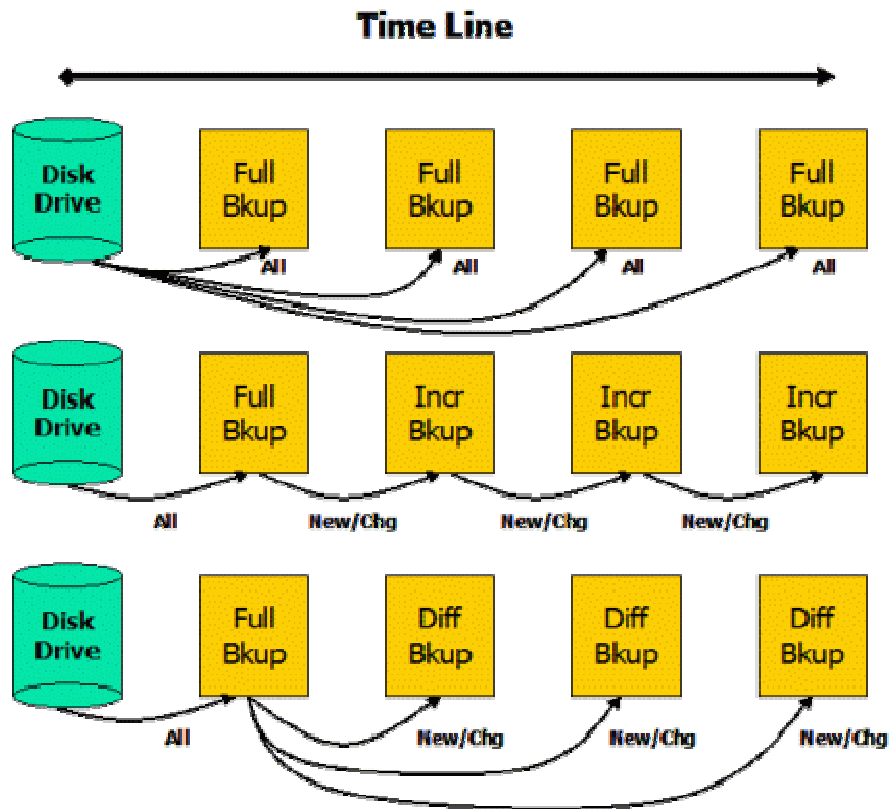 Time Line
Disk
Drive
Full
Bkup
Full
Bkup
Full
Bkup
Full
Bkup
All
All
All
All
Disk
Drive
Full
Bkup
Incr
Bkup
Incr
Bkup
Incr
Bkup
All
New/Chg
New/Chg
New/Chg
Disk
Drive
Full
Bkup
Diff
Bkup
Diff
Bkup
Diff
Bkup
All
New/Chg
New/Chg
New/Chg